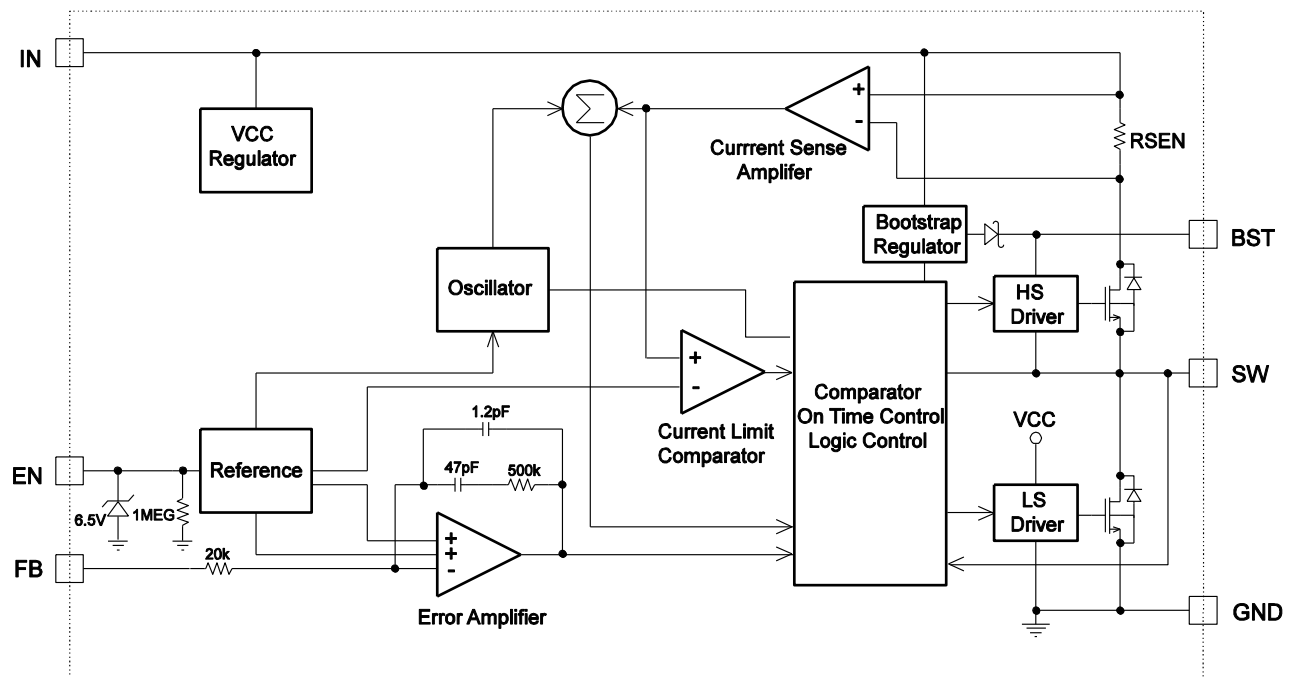 IN
VCC
Regulator
Σ
+
-
Currrent Sense
Amplifer
RSEN
Bootstrap
Regulator
BST
Oscillator
HS
Driver
+
-
Current Limit
Comparator
Comparator
On Time Control
Logic Control
SW
VCC
1.2pF
47pF
500k
EN
Reference
6.5V
1MEG
LS
Driver
FB
20k
+
+
-
Error Amplifier
GND